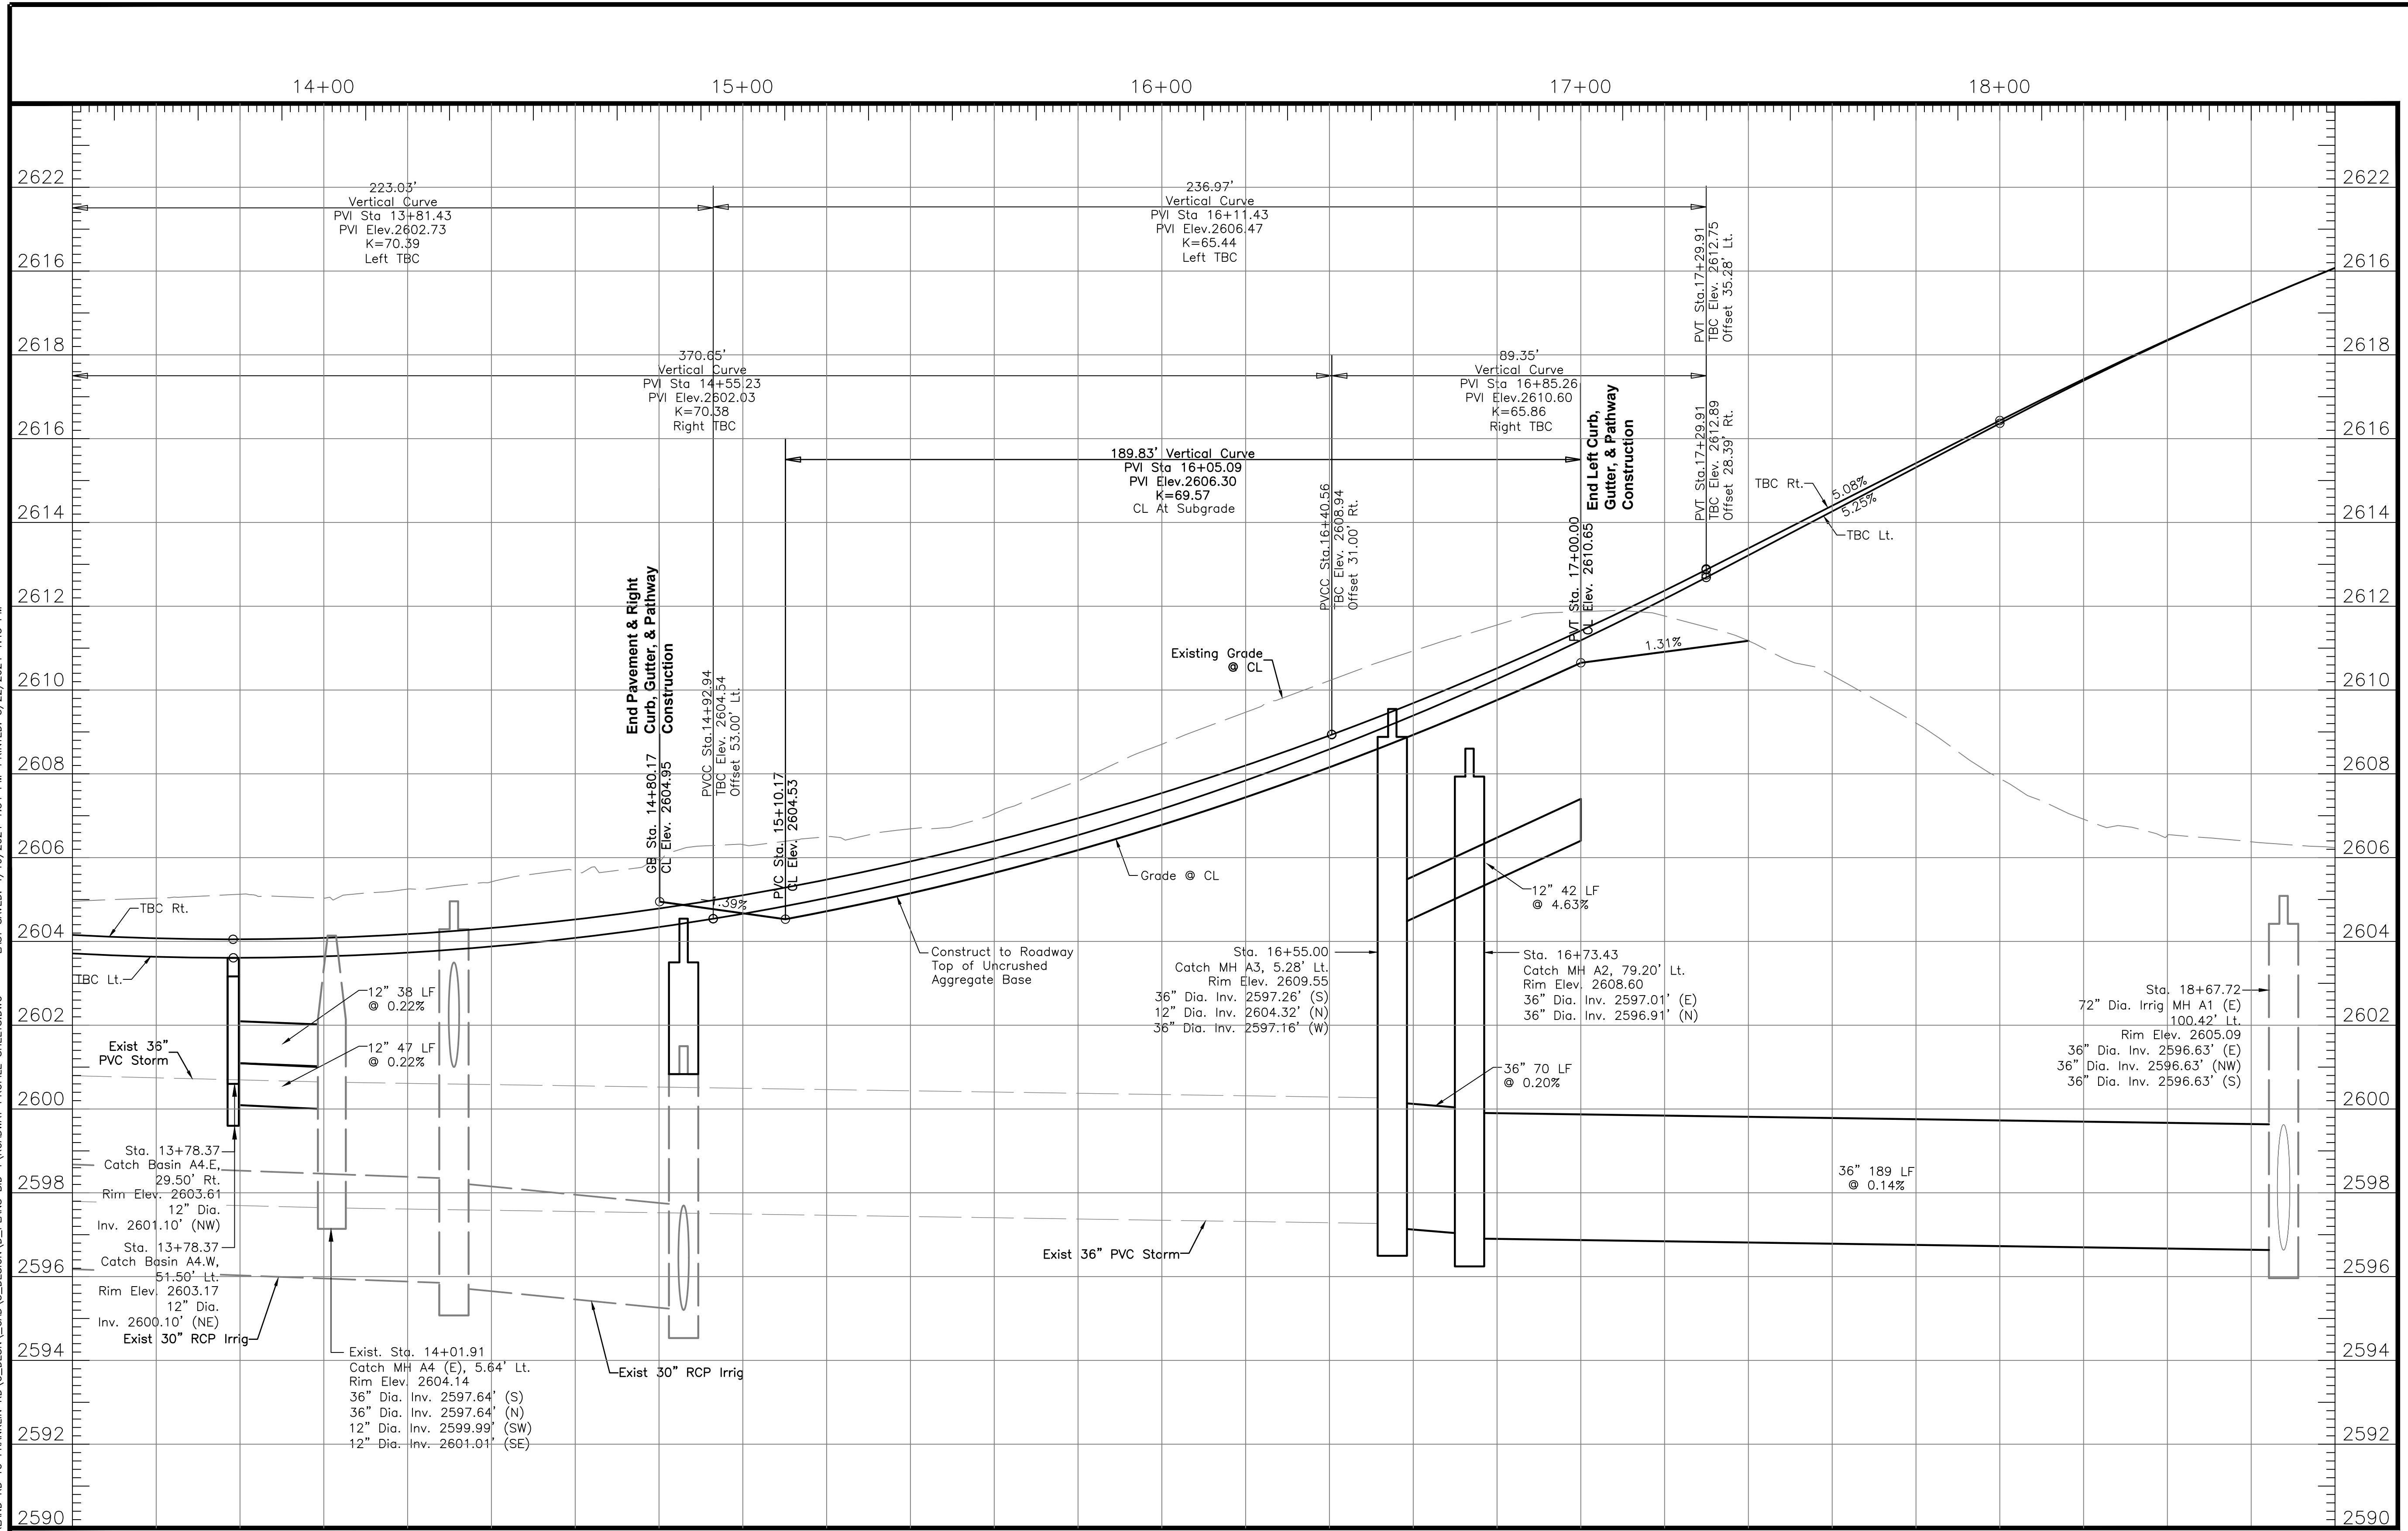 14+00 15+00 16+00 17+00 18+00
2622 2622
2616 2616
2618 2618
2616 2616
2614 2614
2612 2612
2610 2610
2608 2608
2606 2606
2604 2604
2602 2602
2600 2600
2598 2598
2596 2596
2594 2594
2592 2592
2590 2590
223.03'
Vertical Curve
PVI Sta 13+81.43
PVI Elev.2602.73
K=70.39
Left TBC
236.97'
Vertical Curve
PVI Sta 16+11.43
PVI Elev.2606.47
K=65.44
Left TBC
PVT Sta.17+29.91
TBC Elev. 2612.75
Offset 35.28' Lt.
370.65'
Vertical Curve
PVI Sta 14+55.23
PVI Elev.2602.03
K=70.38
Right TBC
89.35'
Vertical Curve
PVI Sta 16+85.26
PVI Elev.2610.60
K=65.86
Right TBC
189.83' Vertical Curve
PVI Sta 16+05.09
PVI Elev.2606.30
K=69.57
CL At Subgrade
PVCC Sta.16+40.56
TBC Elev. 2608.94
Offset 31.00' Rt.
End Left Curb,
Gutter, & Pathway
Construction
PVT Sta. 17+00.00
CL Elev. 2610.65
PVT Sta.17+29.91
TBC Elev. 2612.89
Offset 28.39' Rt.
TBC Rt.
5.08%
5.25%
TBC Lt.
End Pavement & Right
Curb, Gutter, & Pathway
Construction
GB Sta. 14+80.17
CL Elev. 2604.95
PVCC Sta.14+92.94
TBC Elev. 2604.54
Offset 53.00' Lt.
PVC Sta. 15+10.17
CL Elev. 2604.53
Existing Grade
@ CL
1.31%
-1.39%
Grade @ CL
TBC Rt.
TBC Lt.
Construct to Roadway
Top of Uncrushed
Aggregate Base
12" 42 LF
@ 4.63%
12" 38 LF
@ 0.22%
12" 47 LF
@ 0.22%
Exist 36"
PVC Storm
Sta. 16+55.00
Catch MH A3, 5.28' Lt.
Rim Elev. 2609.55
36" Dia. Inv. 2597.26' (S)
12" Dia. Inv. 2604.32' (N)
36" Dia. Inv. 2597.16' (W)
Sta. 16+73.43
Catch MH A2, 79.20' Lt.
Rim Elev. 2608.60
36" Dia. Inv. 2597.01' (E)
36" Dia. Inv. 2596.91' (N)
Sta. 18+67.72
72" Dia. Irrig MH A1 (E)
100.42' Lt.
Rim Elev. 2605.09
36" Dia. Inv. 2596.63' (E)
36" Dia. Inv. 2596.63' (NW)
36" Dia. Inv. 2596.63' (S)
36" 70 LF
@ 0.20%
36" 189 LF
@ 0.14%
Sta. 13+78.37
Catch Basin A4.E,
29.50' Rt.
Rim Elev. 2603.61
12" Dia.
Inv. 2601.10' (NW)
Sta. 13+78.37
Catch Basin A4.W,
51.50' Lt.
Rim Elev. 2603.17
12" Dia.
Inv. 2600.10' (NE)
Exist 30" RCP Irrig
Exist 36" PVC Storm
Exist. Sta. 14+01.91
Catch MH A4 (E), 5.64' Lt.
Rim Elev. 2604.14
36" Dia. Inv. 2597.64' (S)
36" Dia. Inv. 2597.64' (N)
12" Dia. Inv. 2599.99' (SW)
12" Dia. Inv. 2601.01' (SE)
Exist 30" RCP Irrig